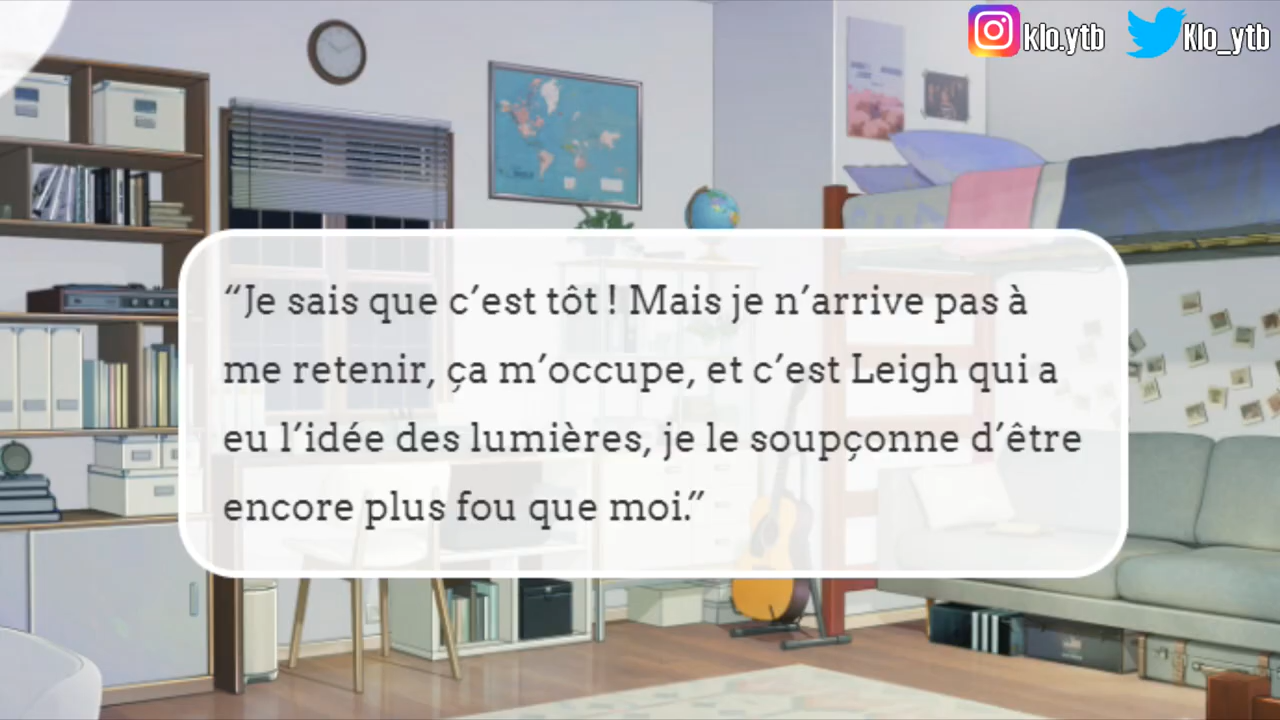 klo.ytb Klo_ytb
“Je sais que c’est tôt ! Mais je n’arrive pas à
me retenir, ça m’occupe, et c’est Leigh qui a
eu l’idée des lumières, je le soupçonne d’être
encore plus fou que moi.”